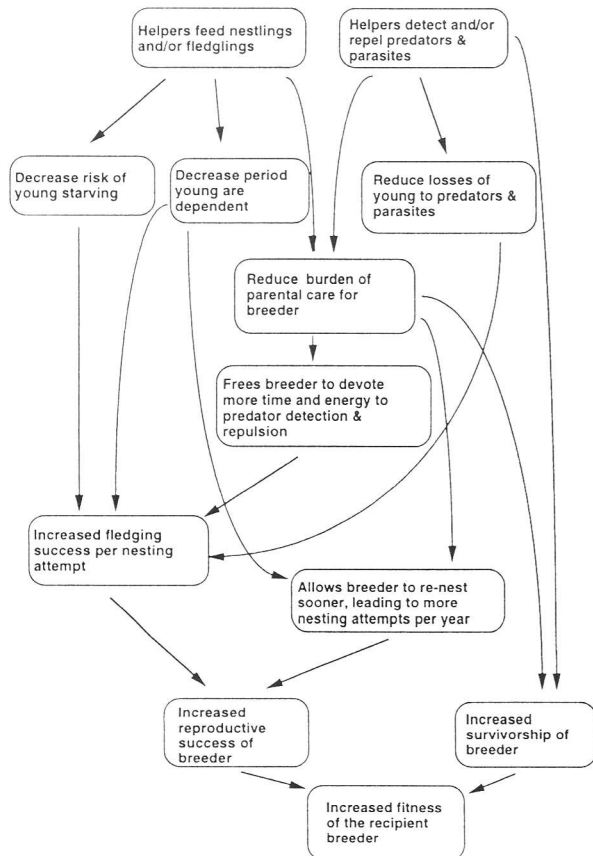 Helpers feed nestlings
and/or fledglings
Helpers detect and/or
repel predators &
parasites
Decrease risk of
young starving
Decrease period
young are
dependent
Reduce losses of
young to predators &
parasites
Reduce burden of
parental care for
breeder
Frees breeder to devote
more time and energy to
predator detection &
repulsion
Increased fledging
success per nesting
attempt
Allows breeder to re-nest
sooner, leading to more
nesting attempts per year
Increased
reproductive
success of
breeder
Increased
survivorship of
breeder
Increased fitness
of the recipient
breeder